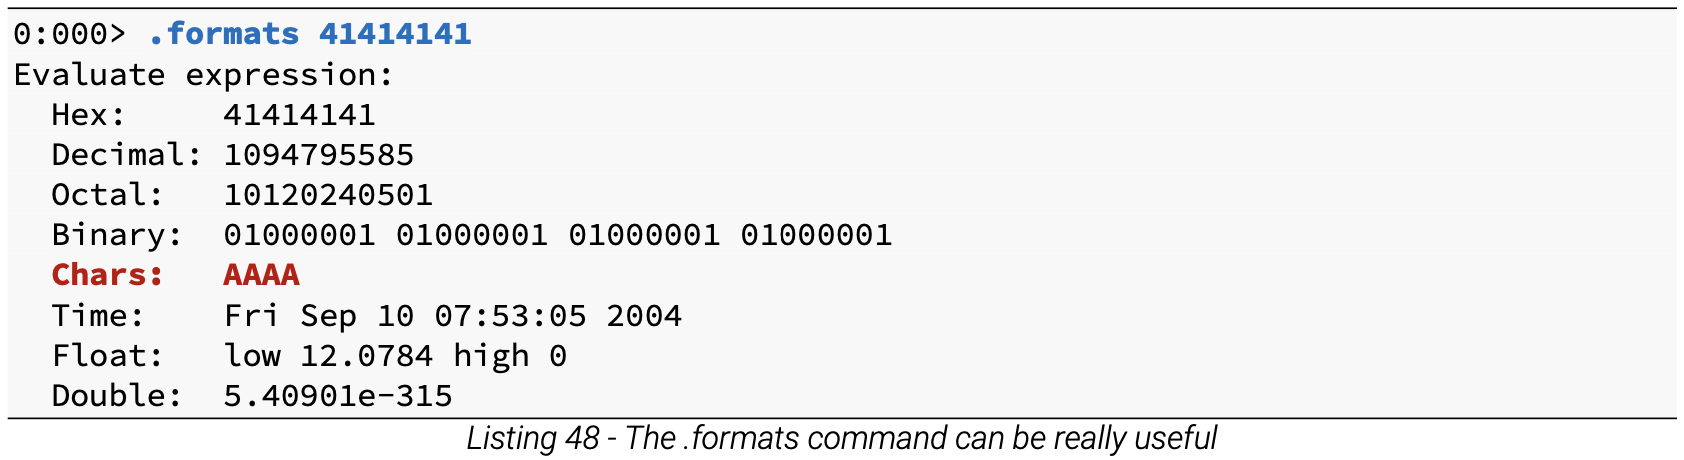 0:000> .formats 41414141
Evaluate expression:
  Hex:     41414141
  Decimal: 1094795585
  Octal:   10120240501
  Binary:  01000001 01000001 01000001 01000001
  Chars:   AAAA
  Time:    Fri Sep 10 07:53:05 2004
  Float:   low 12.0784 high 0
  Double:  5.40901e-315
Listing 48 - The .formats command can be really useful